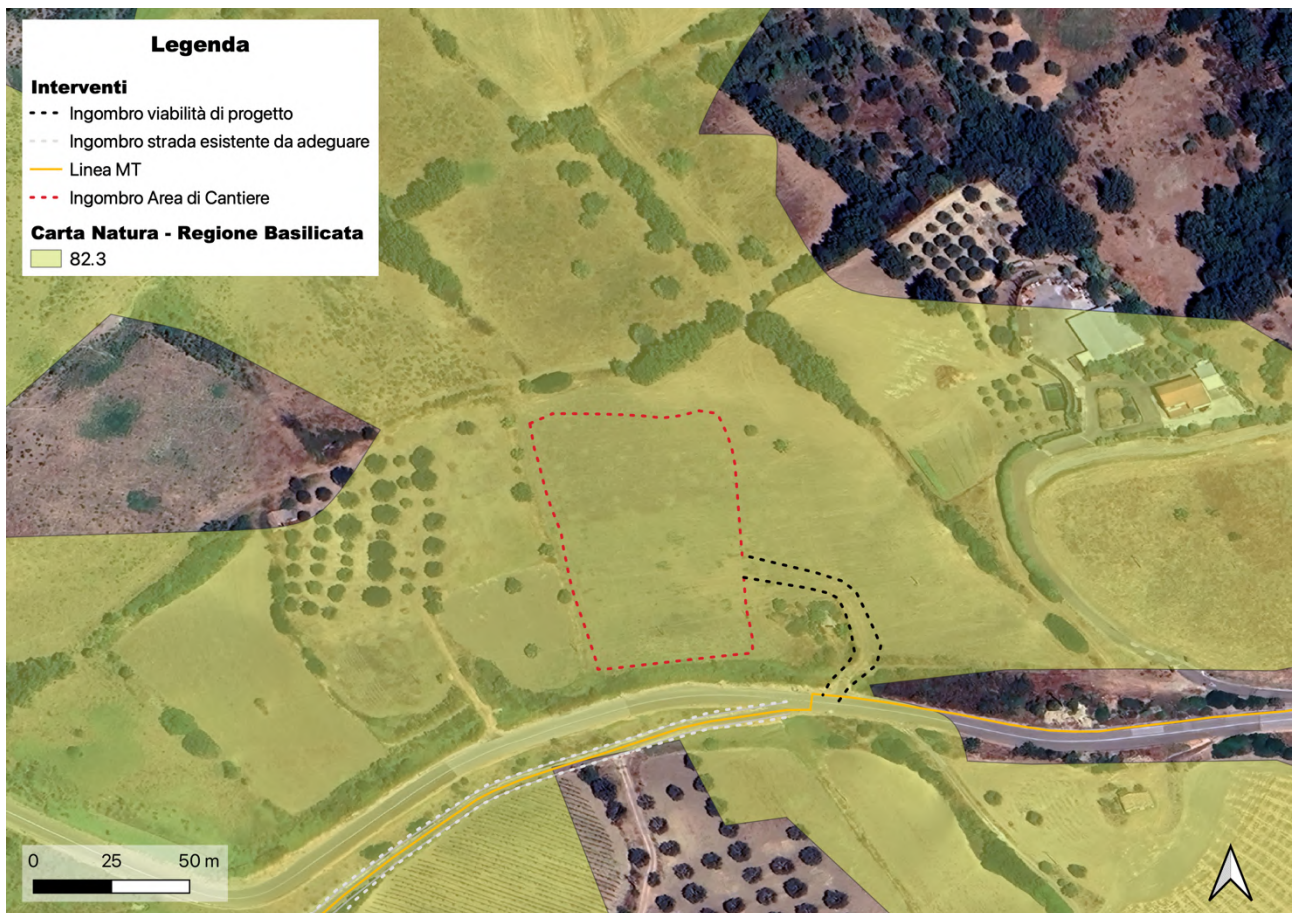 Legenda
Interventi
Ingombro viabilità di progetto
Ingombro strada esistente da adeguare
Linea MT
Ingombro Area di Cantiere
Carta Natura - Regione Basilicata
82.3
0 25 50 m